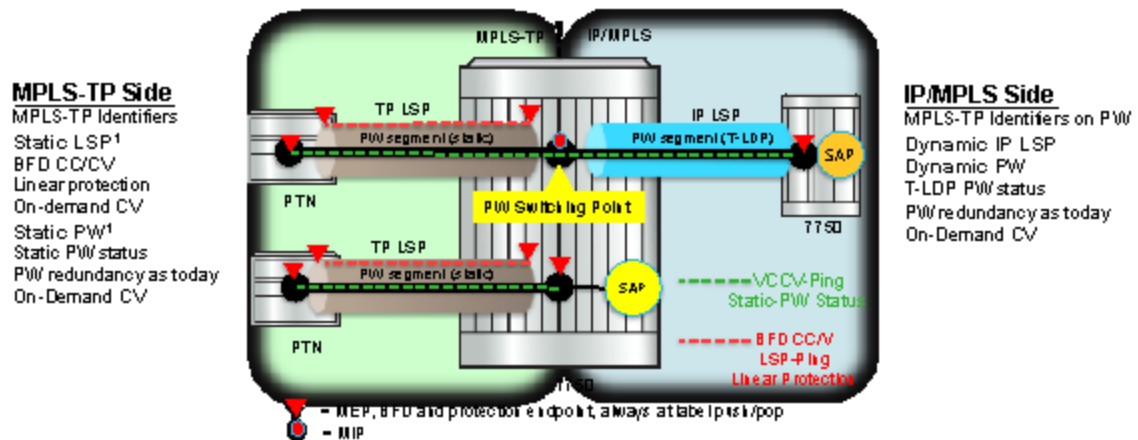 MPLS-TP
IP/MPLS
MPLS-TP Side
MPLS-TP Identifiers
Static LSP¹
BFD CC/CV
Linear protection
On-demand CV
Static PW¹
Static PW status
PW redundancy as today
On-Demand CV
TP LSP
PW segment (static)
PTN
IP LSP
PW segment (T-LDP)
SAP
7750
PW Switching Point
TP LSP
PW segment (static)
PTN
SAP
VCCV-Ping
Static-PW Status
BFD CC/V
LSP-Ping
Linear Protection
7750
IP/MPLS Side
MPLS-TP Identifiers on PW
Dynamic IP LSP
Dynamic PW
T-LDP PW status
PW redundancy as today
On-Demand CV
= MEP, BFD and protection endpoint, always at label push/pop
= MIP